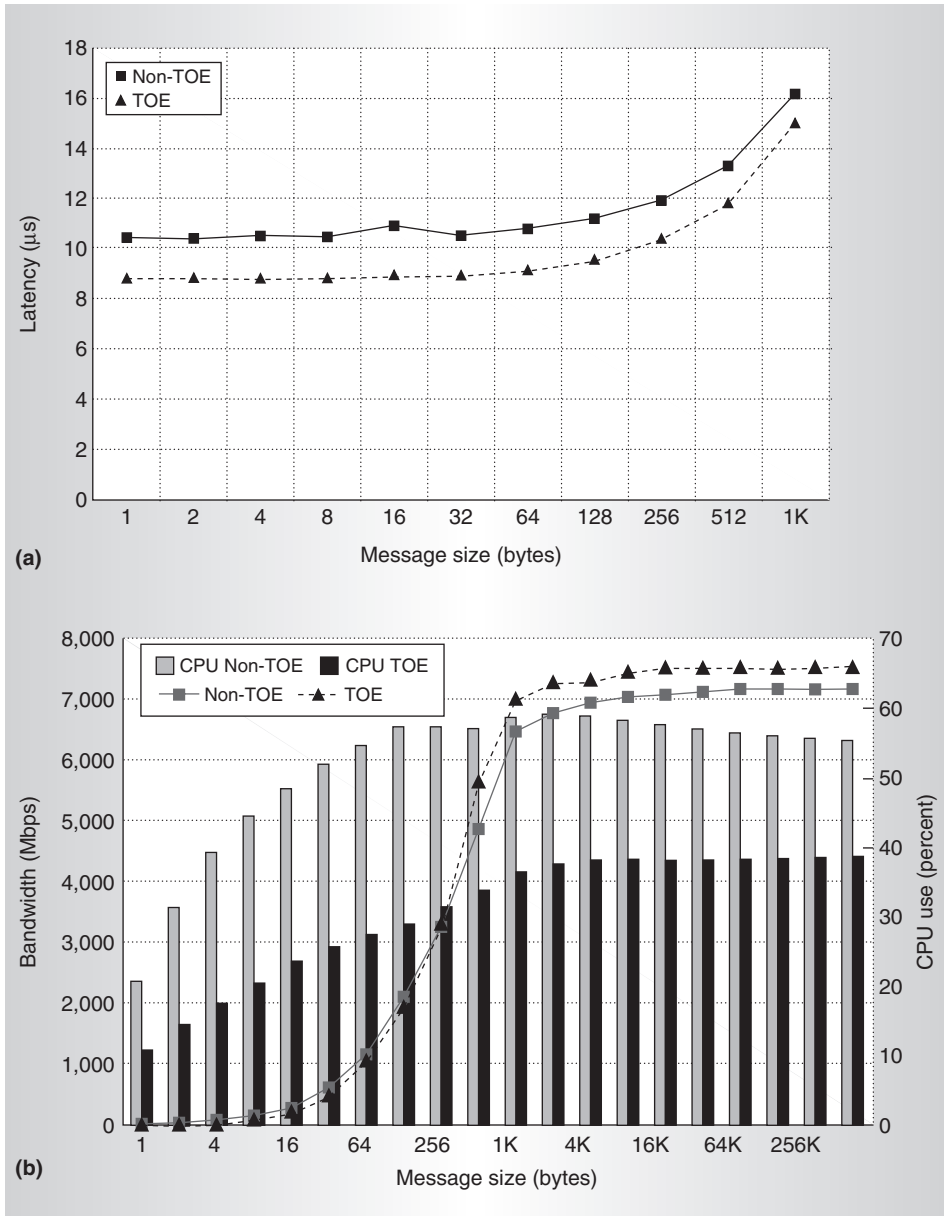 18
16
14
12
10
8
6
4
2
0
Latency (µs)
Non-TOE
TOE
1 2 4 8 16 32 64 128 256 512 1K
Message size (bytes)
(a)
8,000
7,000
6,000
5,000
4,000
3,000
2,000
1,000
0
Bandwidth (Mbps)
CPU Non-TOE CPU TOE
Non-TOE TOE
70
60
50
40
30
20
10
0
CPU use (percent)
1 4 16 64 256 1K 4K 16K 64K 256K
Message size (bytes)
(b)